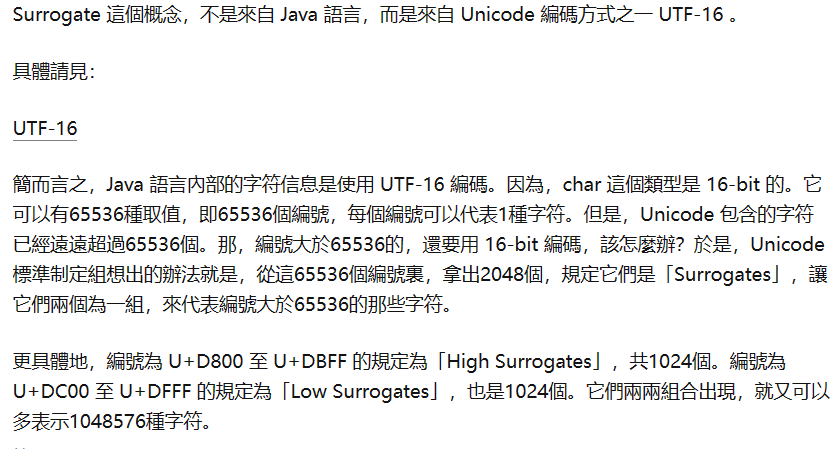 Surrogate 這個概念，不是來自 Java 語言，而是來自 Unicode 編碼方式之一 UTF-16 。
具體請見：
UTF-16
簡而言之，Java 語言內部的字符信息是使用 UTF-16 編碼。因為，char 這個類型是 16-bit 的。它
可以有65536種取值，即65536個編號，每個編號可以代表1種字符。但是，Unicode 包含的字符
已經遠遠超過65536個。那，編號大於65536的，還要用 16-bit 編碼，該怎麼辦？於是，Unicode
標準制定組想出的辦法就是，從這65536個編號裏，拿出2048個，規定它們是「Surrogates」，讓
它們兩個為一組，來代表編號大於65536的那些字符。
更具體地，編號為 U+D800 至 U+DBFF 的規定為「High Surrogates」，共1024個。編號為
U+DC00 至 U+DFFF 的規定為「Low Surrogates」，也是1024個。它們兩兩組合出現，就又可以
多表示1048576種字符。